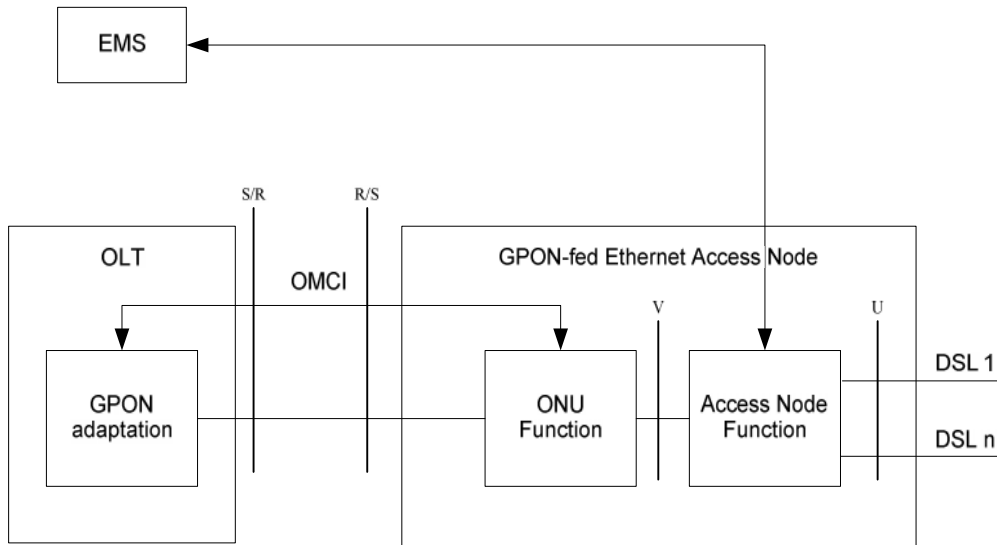 EMS
S/R
R/S
OLT
GPON-fed Ethernet Access Node
OMCI
V
U
GPON
adaptation
ONU
Function
Access Node
Function
DSL 1
DSL n